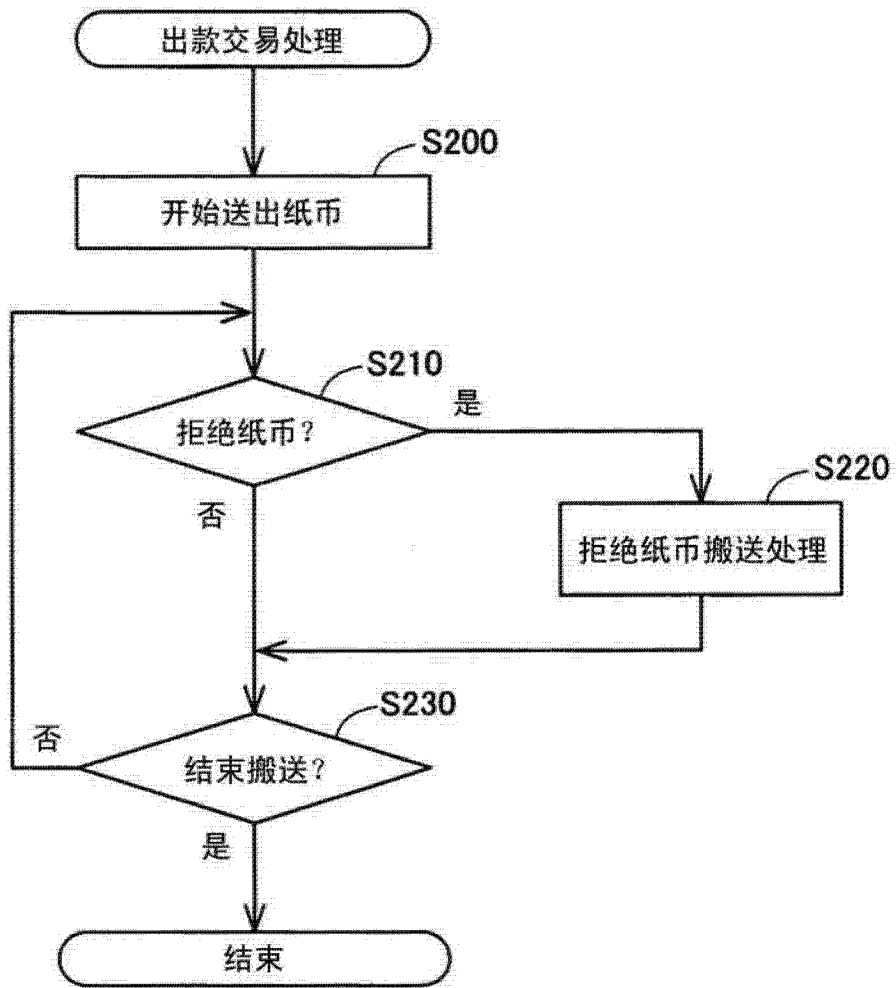 出款交易处理
S200
开始送出纸币
S210
拒绝纸币？
是
否
S220
拒绝纸币搬送处理
S230
结束搬送？
否
是
结束